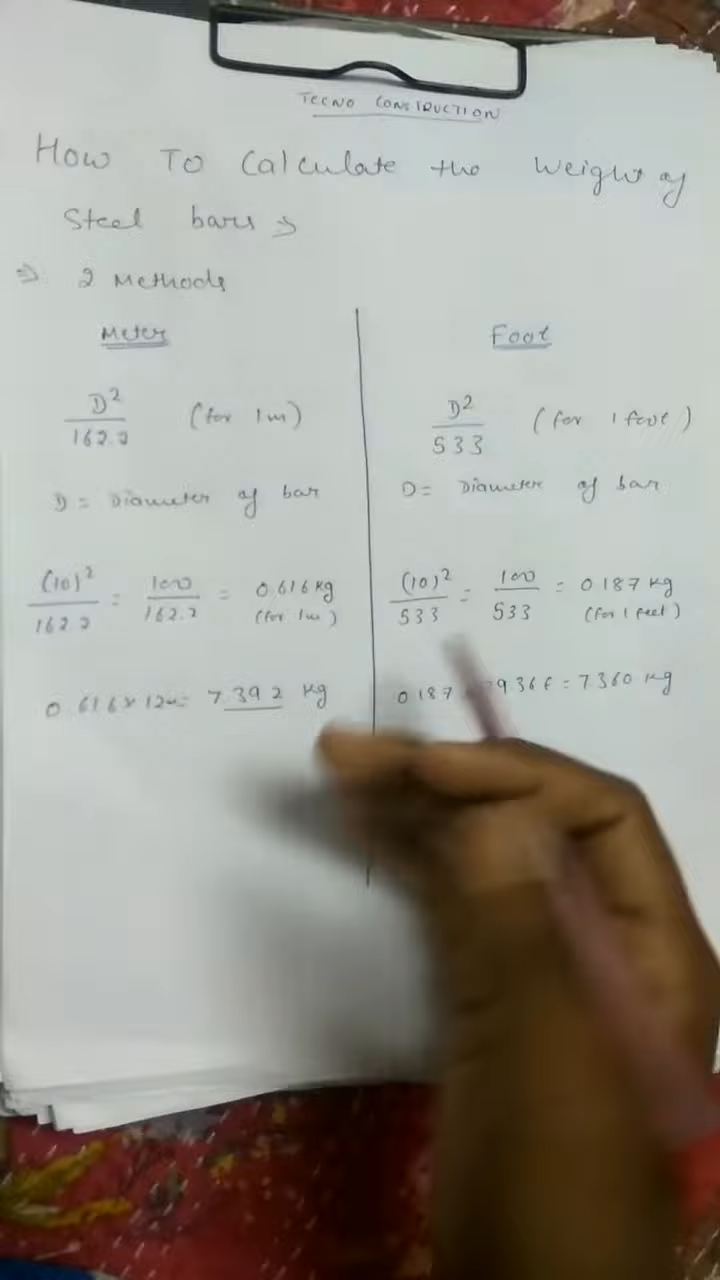 TECNO CONSTRUCTION
How To Calculate the Weight of
Steel bars →
⇒ 2 Methods
Meter
D²/162.2 (for 1m)
D = Diameter of bar
(10)²/162.2 = 100/162.2 = 0.616 kg
(for 1m)
0.616 x 12m = 7.392 kg
Foot
D²/533 (for 1 foot)
D = Diameter of bar
(10)²/533 = 100/533 = 0.187 kg
(for 1 feet)
0.187 9.36 f = 7.360 kg